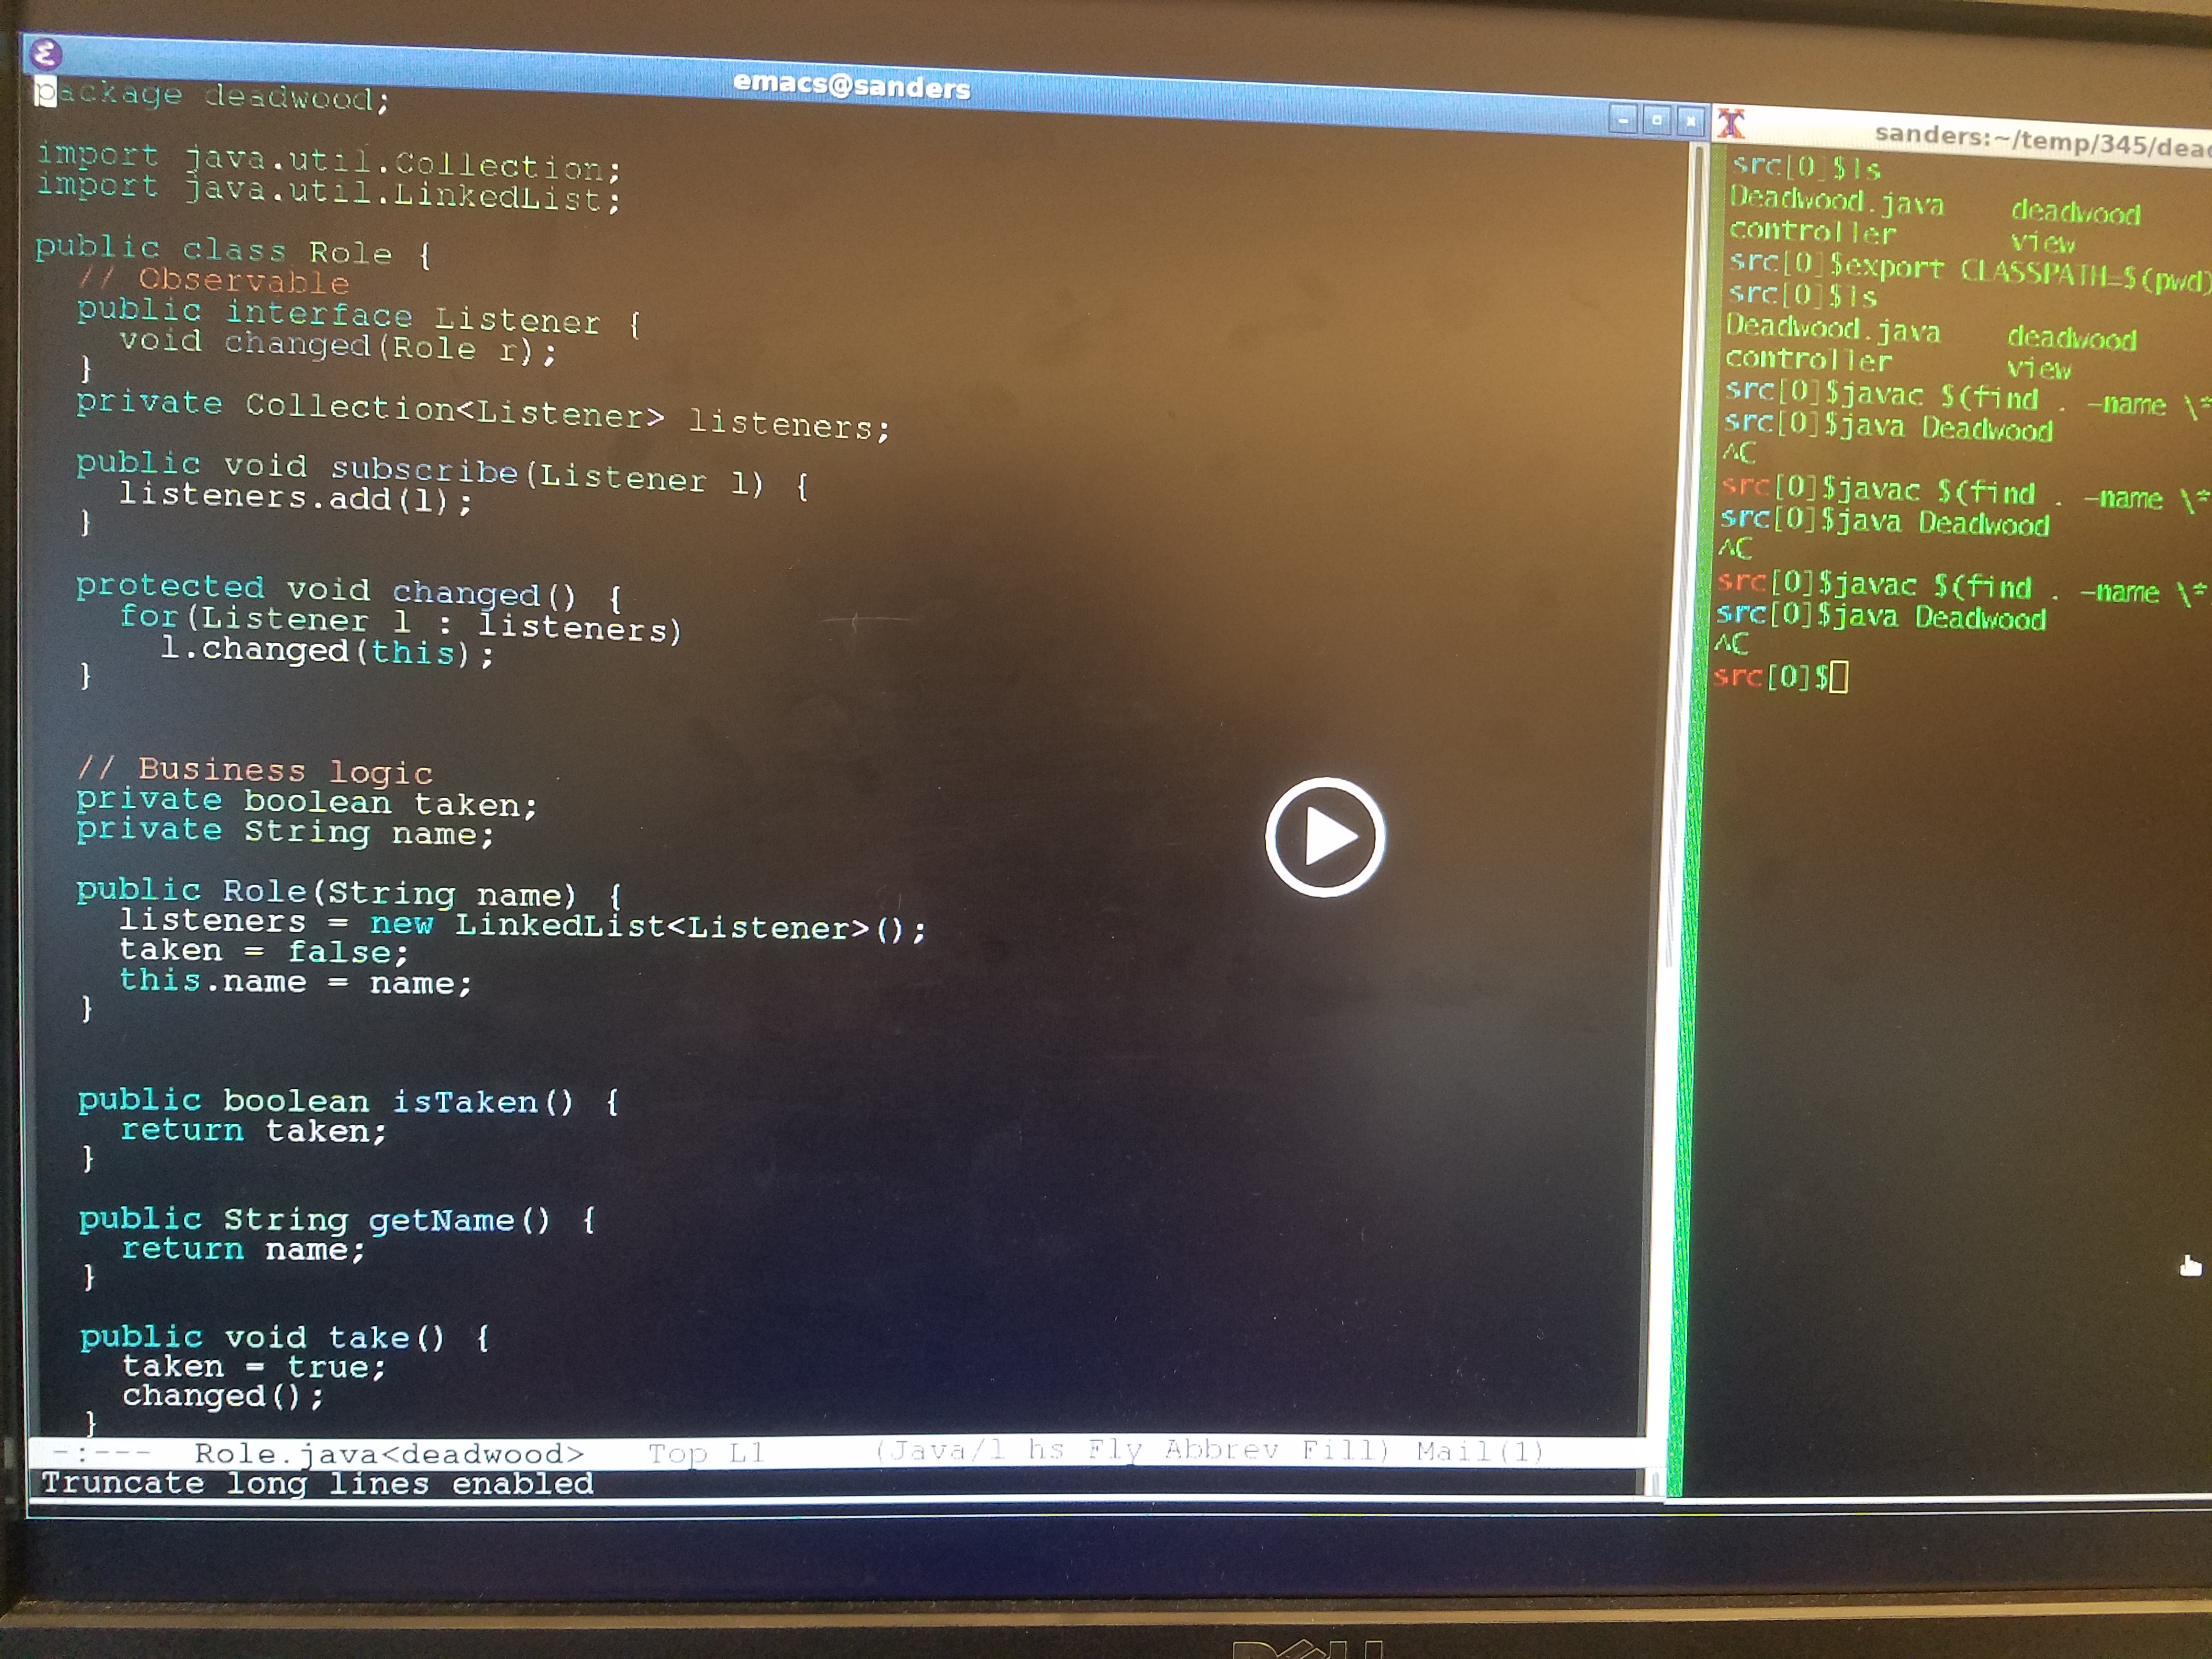 emacs@sanders
package deadwood;
import java.util.Collection;
import java.util.LinkedList;
public class Role {
// Observable
public interface Listener {
void changed(Role r);
}
private Collection<Listener> listeners;
public void subscribe(Listener l) {
listeners.add(l);
}
protected void changed() {
for(Listener l : listeners)
l.changed(this);
}
// Business logic
private boolean taken;
private String name;
public Role(String name) {
listeners = new LinkedList<Listener>();
taken = false;
this.name = name;
}
public boolean isTaken() {
return taken;
}
public String getName() {
return name;
}
public void take() {
taken = true;
changed();
}
-:--- Role.java<deadwood> Top L1 (Java/l hs Fly Abbrev Fill) Mail(1)
Truncate long lines enabled
sanders:~/temp/345/dead
src[0]$ls
Deadwood.java deadwood
controller view
src[0]$export CLASSPATH=$(pwd)
src[0]$ls
Deadwood.java deadwood
controller view
src[0]$javac $(find . -name \*
src[0]$java Deadwood
^C
src[0]$javac $(find . -name \*
src[0]$java Deadwood
^C
src[0]$javac $(find . -name \*
src[0]$java Deadwood
^C
src[0]$
DELL